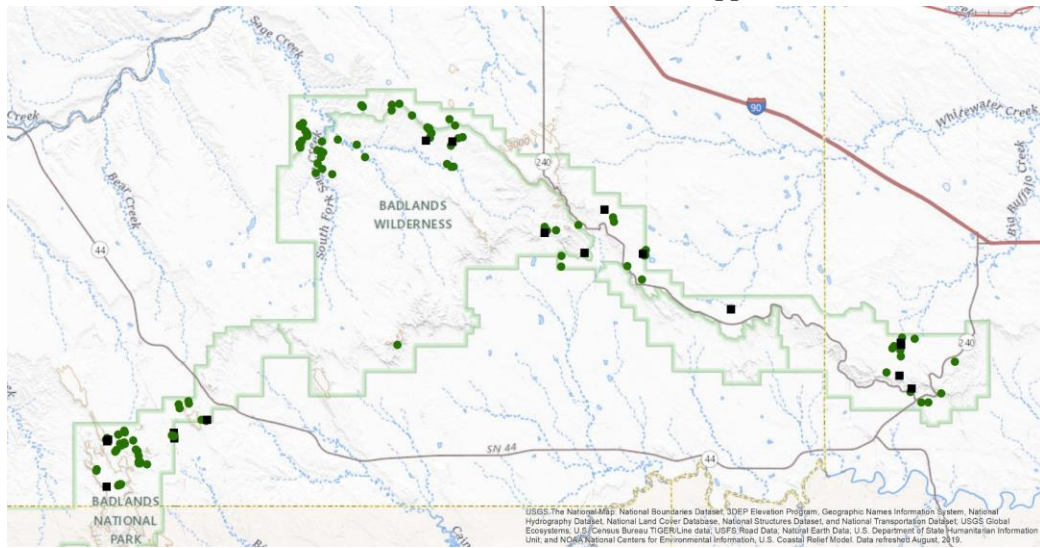 Sage Creek
Creek
Bear Creek
44
South Fork Sage Creek
BADLANDS
WILDERNESS
3000
240
90
Whitewater Creek
Big Buffalo Creek
240
SN 44
44
BADLANDS
NATIONAL
PARK
USGS The National Map: National Boundaries Dataset, 3DEP Elevation Program, Geographic Names Information System, National
Hydrography Dataset, National Land Cover Database, National Structures Dataset, and National Transportation Dataset; USGS Global
Ecosystems; U.S. Census Bureau TIGER/Line data; USFS Road Data; Natural Earth Data; U.S. Department of State Humanitarian Information
Unit; and NOAA National Centers for Environmental Information, U.S. Coastal Relief Model. Data refreshed August, 2019.